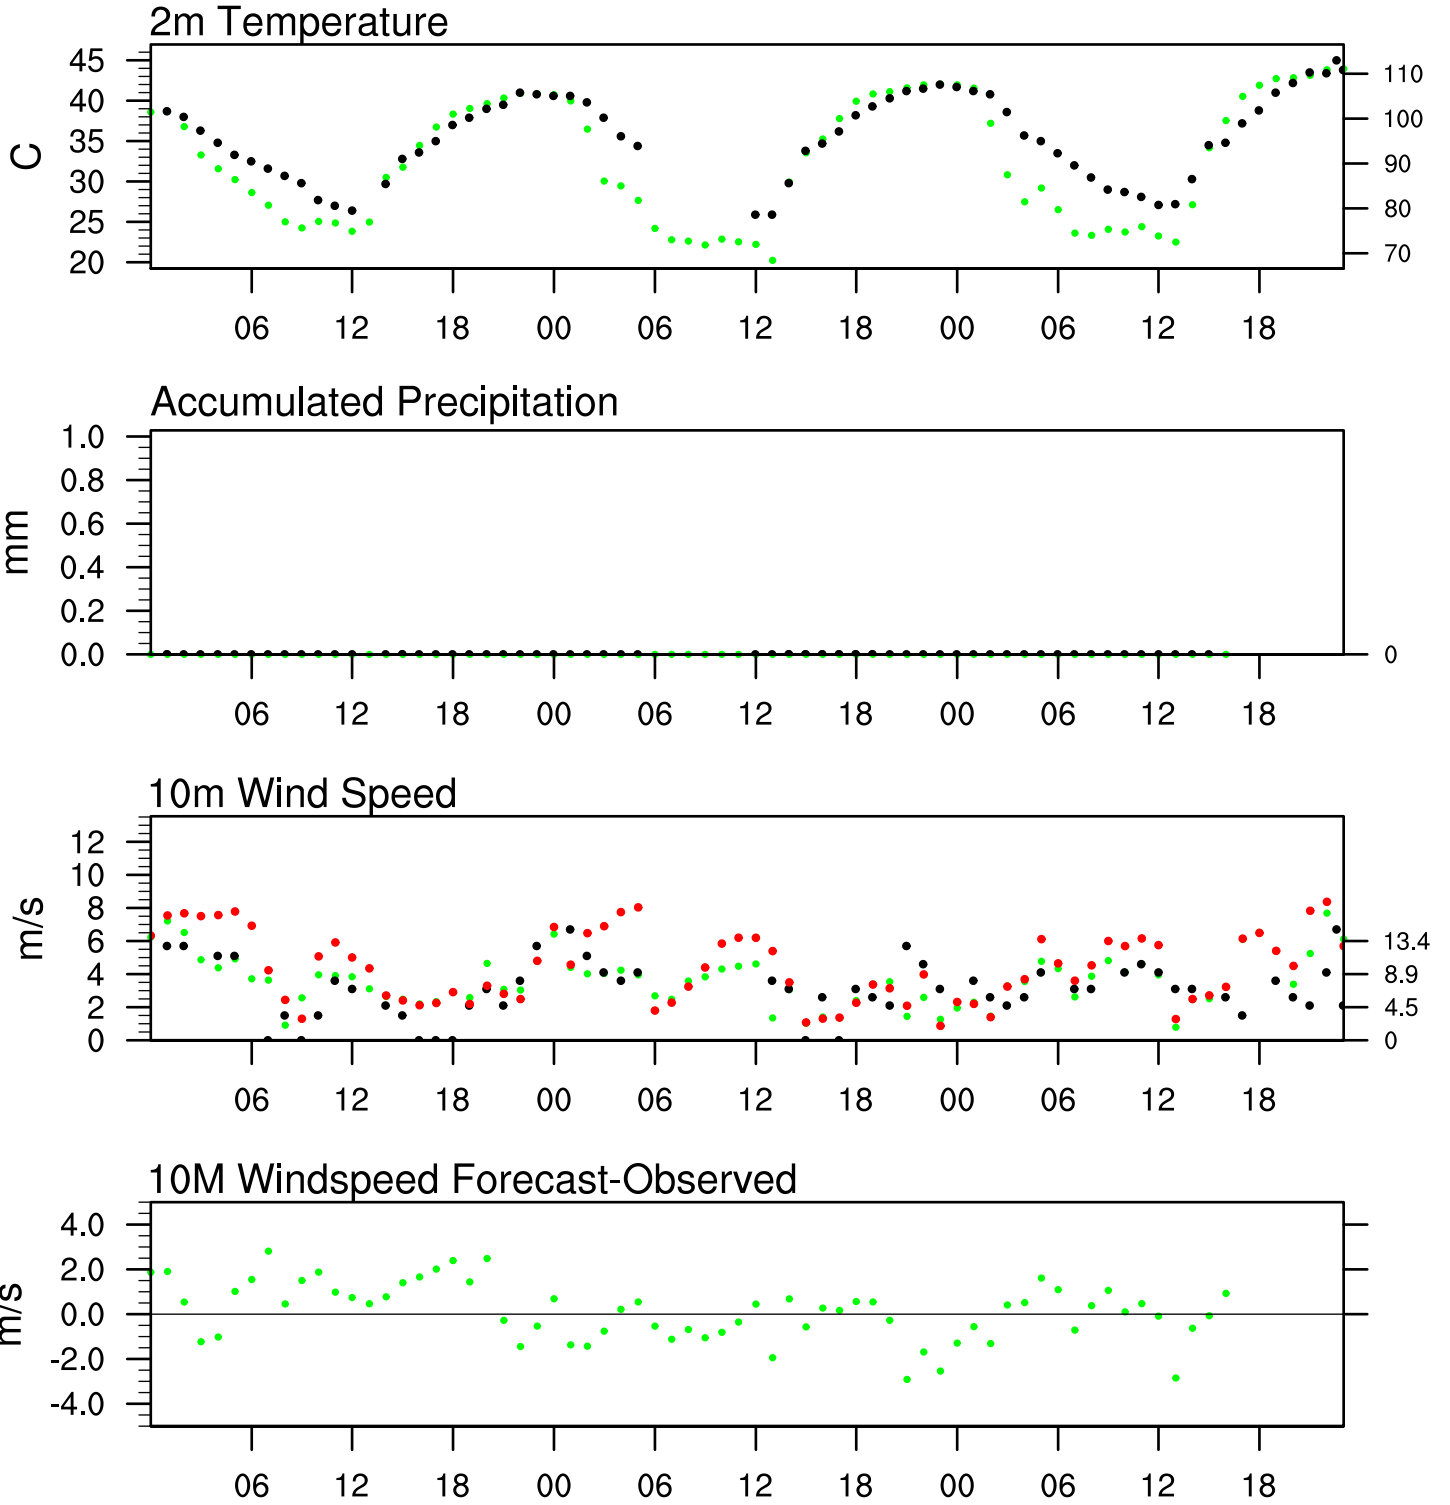 2m Temperature
45
40
35
30
25
20
C
110
100
90
80
70
06 12 18 00 06 12 18 00 06 12 18
Accumulated Precipitation
1.0
0.8
0.6
0.4
0.2
0.0
mm
0
06 12 18 00 06 12 18 00 06 12 18
10m Wind Speed
12
10
8
6
4
2
0
m/s
13.4
8.9
4.5
0
06 12 18 00 06 12 18 00 06 12 18
10M Windspeed Forecast-Observed
4.0
2.0
0.0
-2.0
-4.0
m/s
06 12 18 00 06 12 18 00 06 12 18